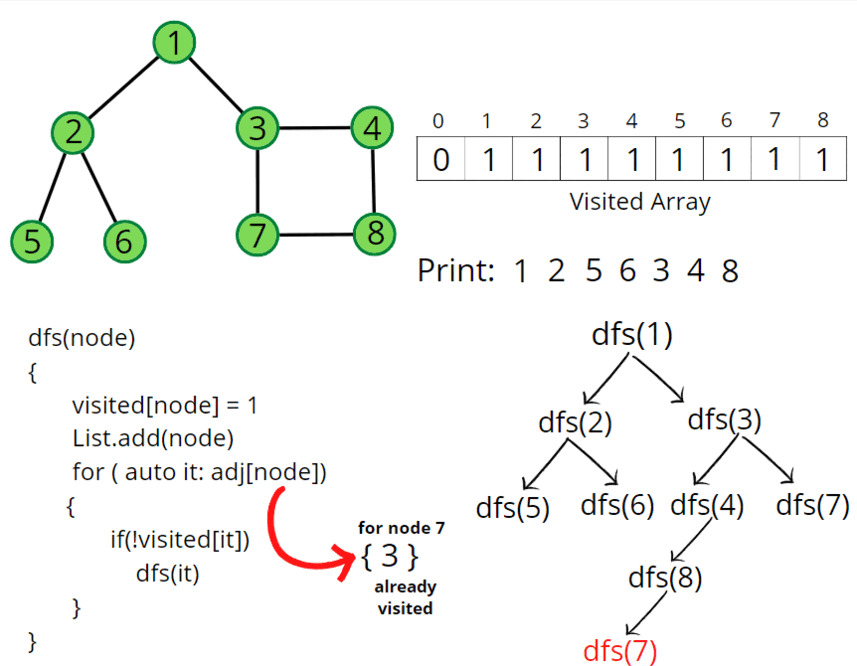 1
2
3
4
5
6
7
8
0 1 2 3 4 5 6 7 8
0 1 1 1 1 1 1 1 1
Visited Array
Print: 1 2 5 6 3 4 8
dfs(node)
{
visited[node] = 1
List.add(node)
for ( auto it: adj[node])
{
if(!visited[it])
dfs(it)
}
}
for node 7
{ 3 }
already
visited
dfs(1)
dfs(2) dfs(3)
dfs(5) dfs(6) dfs(4) dfs(7)
dfs(8)
dfs(7)